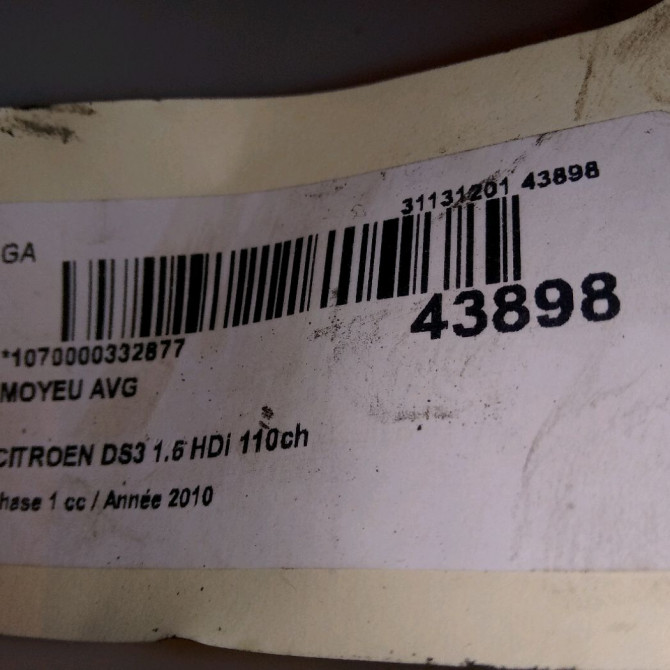 31131201 43898
GA
43898
*1070000332877
MOYEU AVG
CITROEN DS3 1.6 HDi 110ch
hase 1 cc / Année 2010